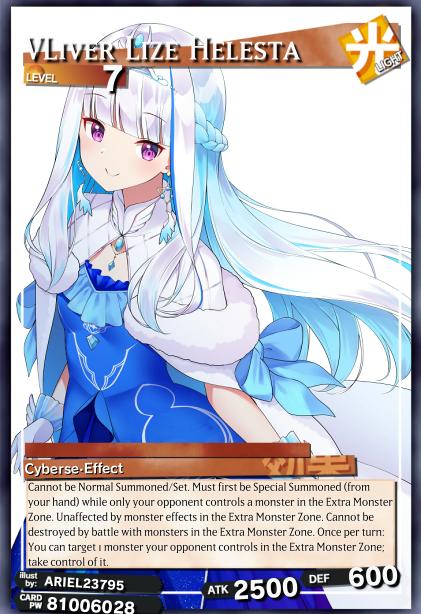 VLiver Lize Helesta
光
LIGHT
LEVEL 7
Cyberse·Effect
効果
Cannot be Normal Summoned/Set. Must first be Special Summoned (from
your hand) while only your opponent controls a monster in the Extra Monster
Zone. Unaffected by monster effects in the Extra Monster Zone. Cannot be
destroyed by battle with monsters in the Extra Monster Zone. Once per turn:
You can target 1 monster your opponent controls in the Extra Monster Zone;
take control of it.
illust by: ARIEL23795
CARD PW 81006028
ATK 2500 DEF 600